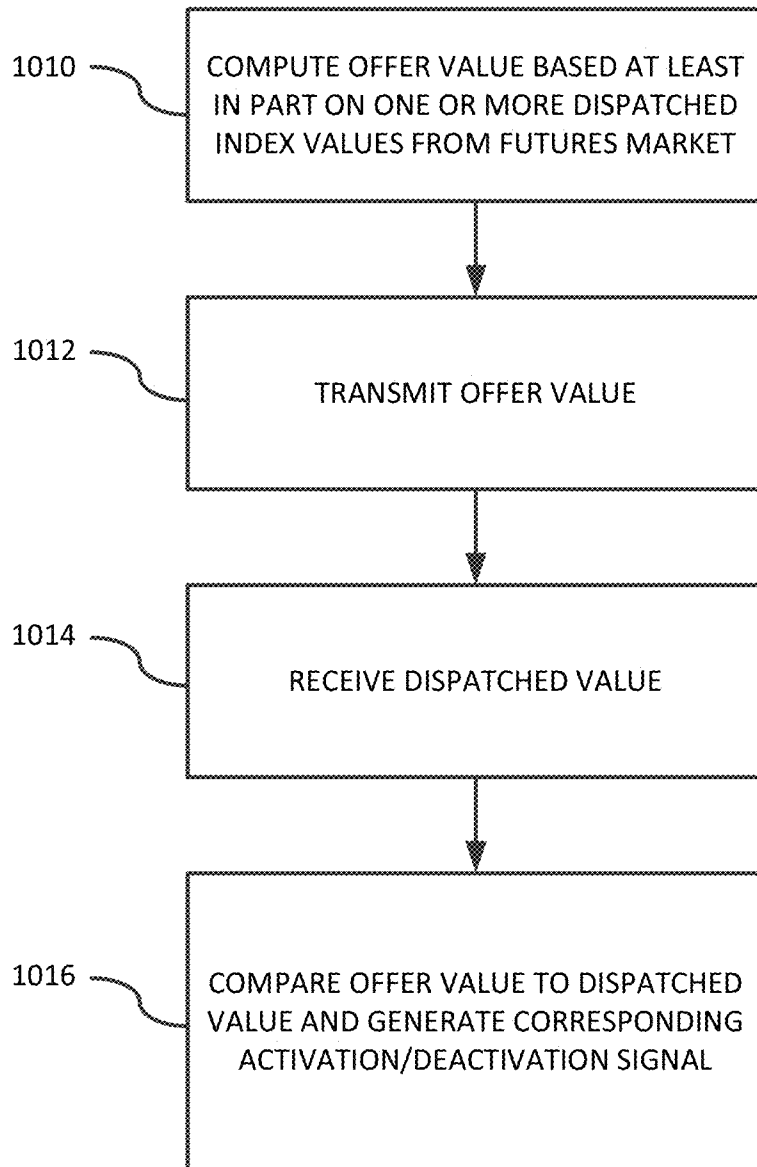 1010
COMPUTE OFFER VALUE BASED AT LEAST
IN PART ON ONE OR MORE DISPATCHED
INDEX VALUES FROM FUTURES MARKET
1012
TRANSMIT OFFER VALUE
1014
RECEIVE DISPATCHED VALUE
1016
COMPARE OFFER VALUE TO DISPATCHED
VALUE AND GENERATE CORRESPONDING
ACTIVATION/DEACTIVATION SIGNAL